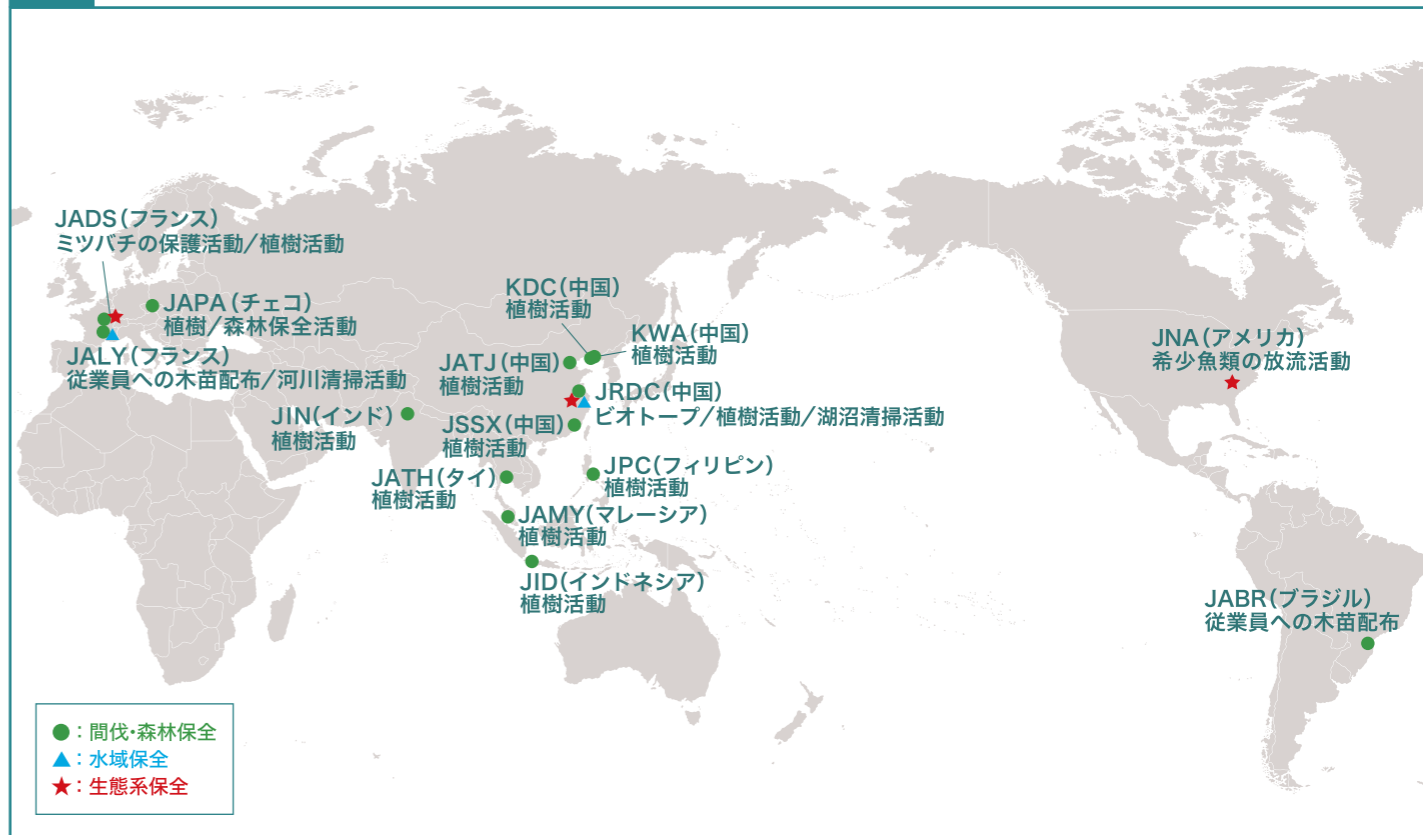 JADS(フランス)
ミツバチの保護活動/植樹活動
JAPA(チェコ)
植樹/森林保全活動
JALY(フランス)
従業員への木苗配布/河川清掃活動
KDC(中国)
植樹活動
KWA(中国)
植樹活動
JATJ(中国)
植樹活動
JRDC(中国)
ビオトープ/植樹活動/湖沼清掃活動
JIN(インド)
植樹活動
JSSX(中国)
植樹活動
JATH(タイ)
植樹活動
JPC(フィリピン)
植樹活動
JAMY(マレーシア)
植樹活動
JID(インドネシア)
植樹活動
JNA(アメリカ)
希少魚類の放流活動
JABR(ブラジル)
従業員への木苗配布
●:間伐・森林保全
▲:水域保全
★:生態系保全